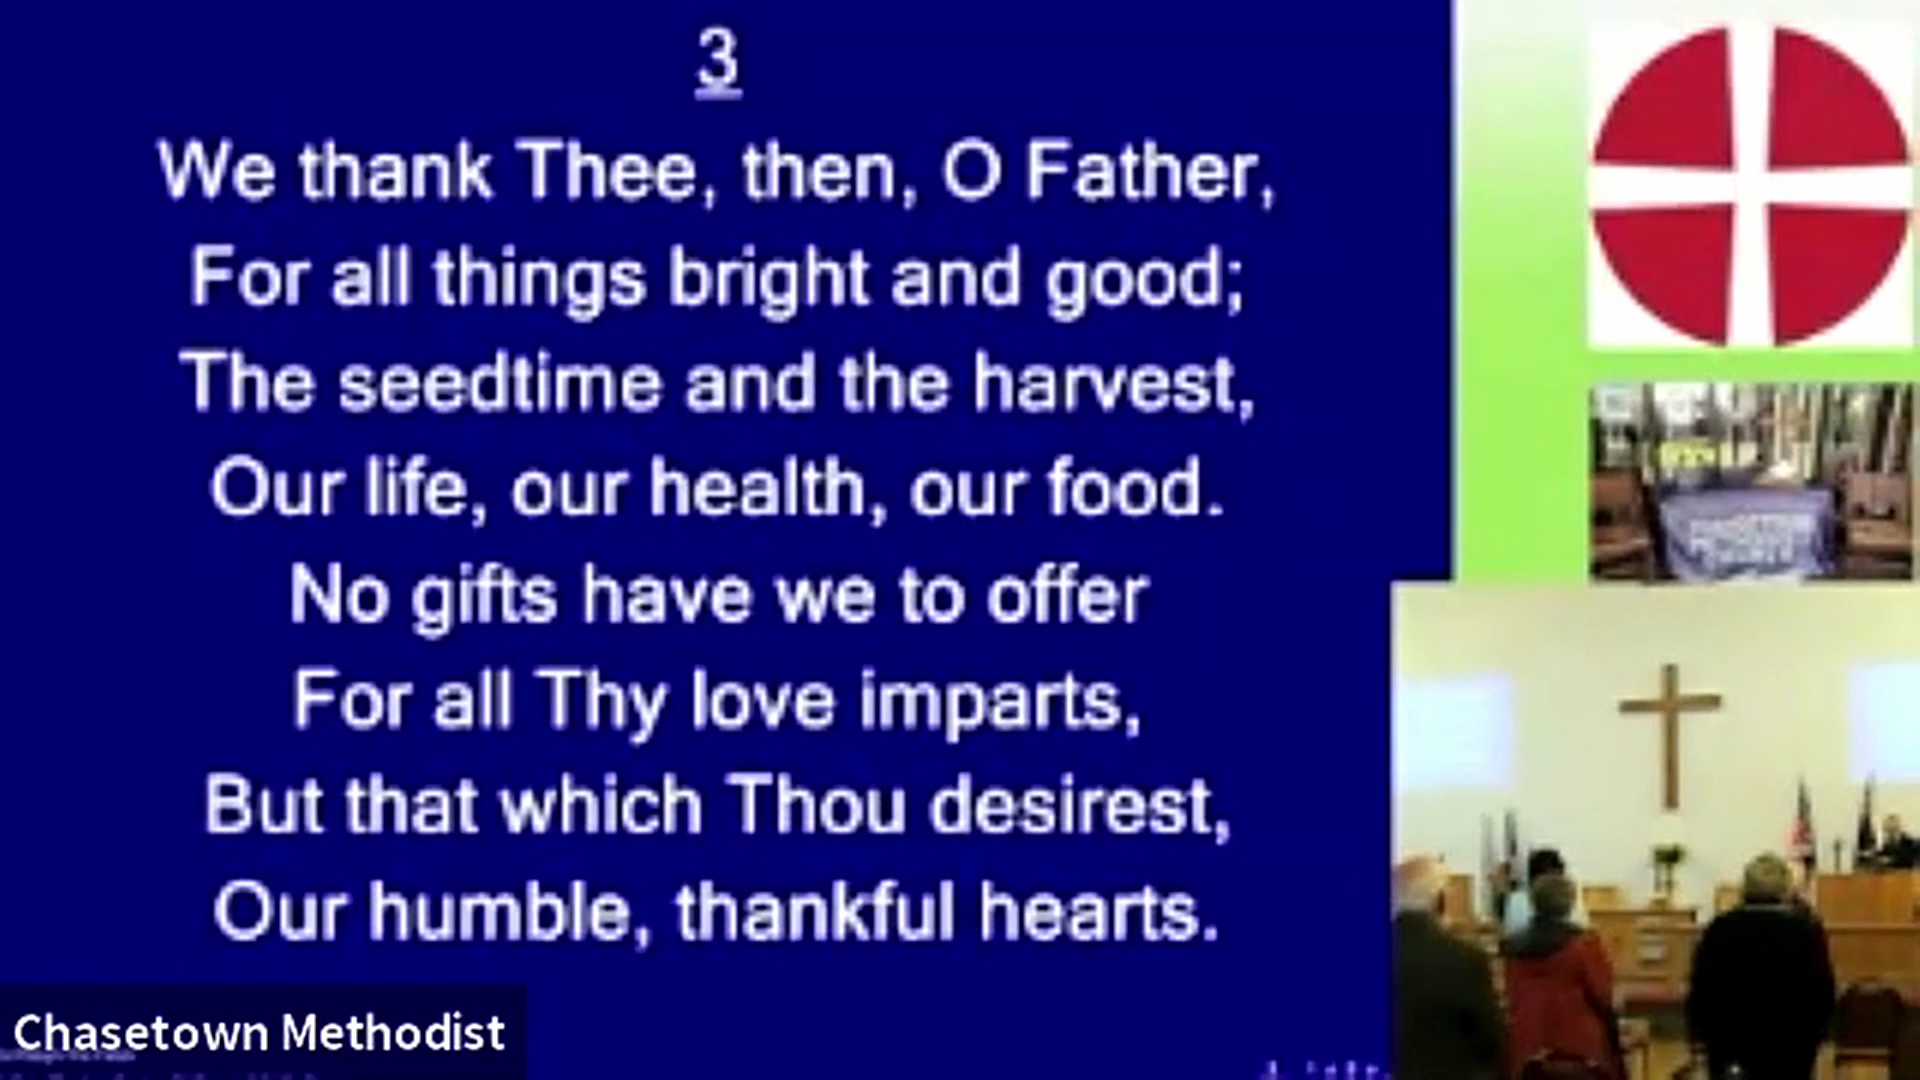 3
We thank Thee, then, O Father,
For all things bright and good;
The seedtime and the harvest,
Our life, our health, our food.
No gifts have we to offer
For all Thy love imparts,
But that which Thou desirest,
Our humble, thankful hearts.
Chasetown Methodist